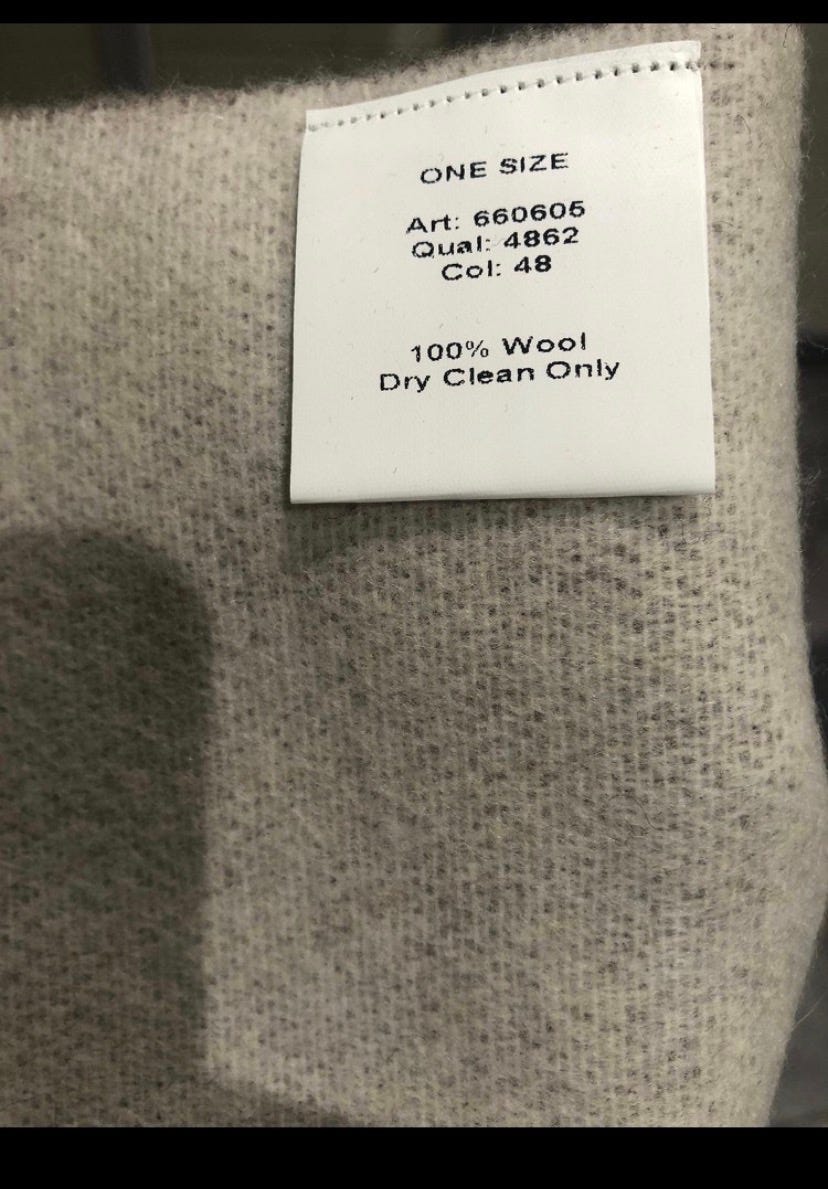 ONE SIZE
Art: 660605
Qual: 4862
Col: 48
100% Wool
Dry Clean Only